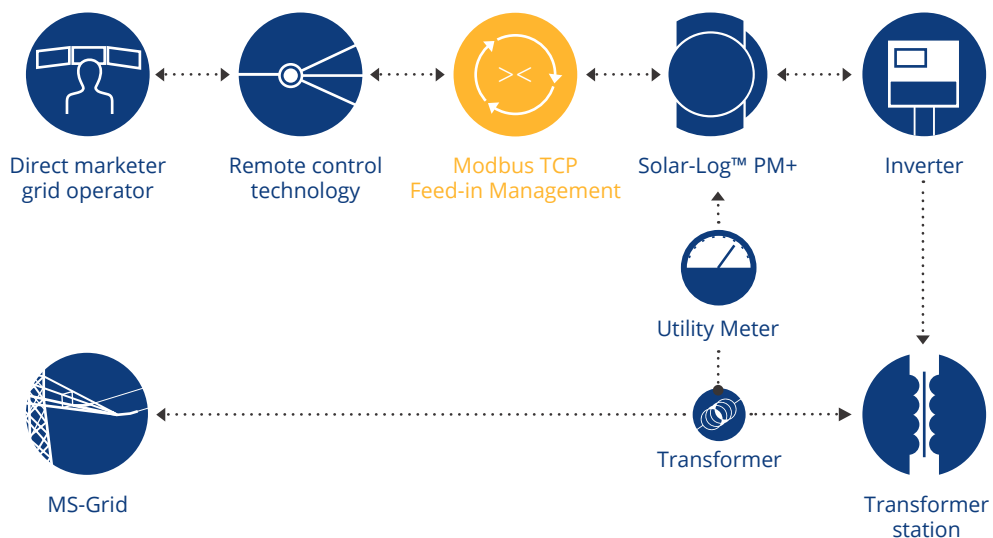 Direct marketer
grid operator
Remote control
technology
Modbus TCP
Feed-in Management
Solar-Log™ PM+
Inverter
Utility Meter
Transformer
MS-Grid
Transformer
station